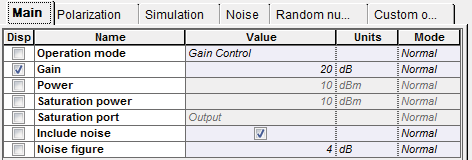 Main Polarization Simulation Noise Random nu... Custom o...
Disp Name Value Units Mode
Operation mode Gain Control Normal
Gain 20 dB Normal
Power 10 dBm Normal
Saturation power 10 dBm Normal
Saturation port Output Normal
Include noise Normal
Noise figure 4 dB Normal